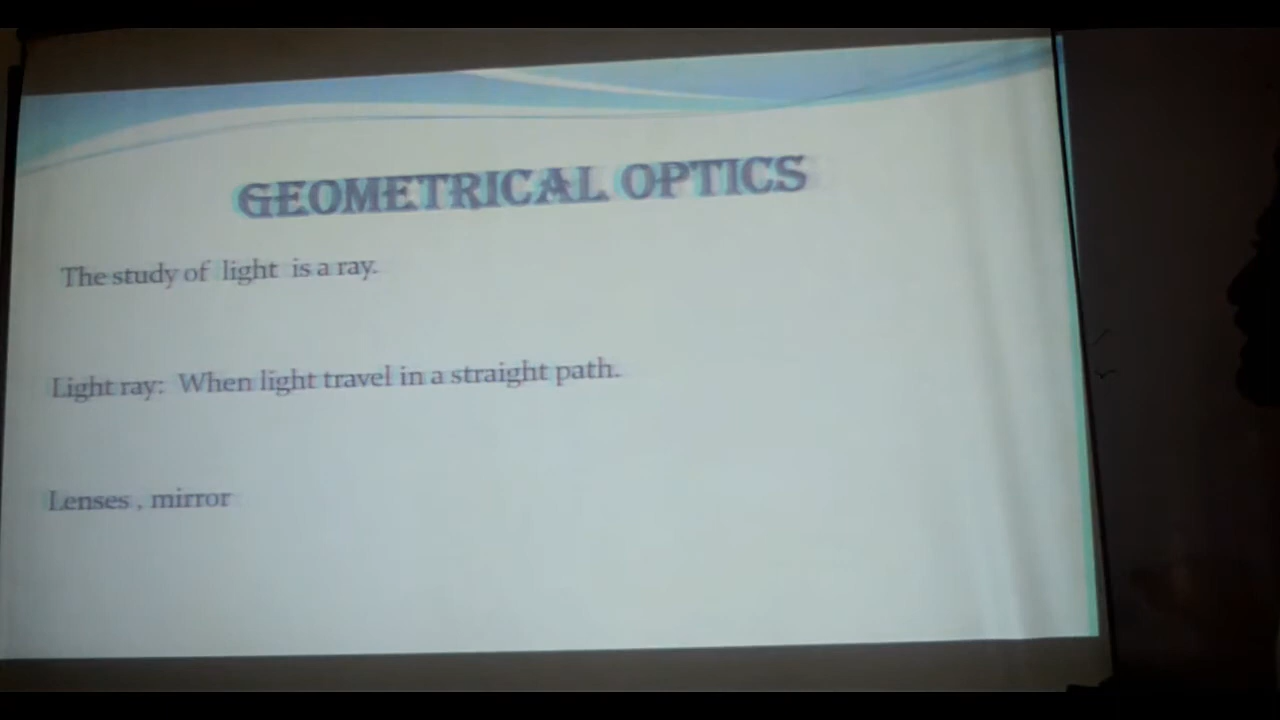 GEOMETRICAL OPTICS
The study of light is a ray.
Light ray: When light travel in a straight path.
Lenses , mirror